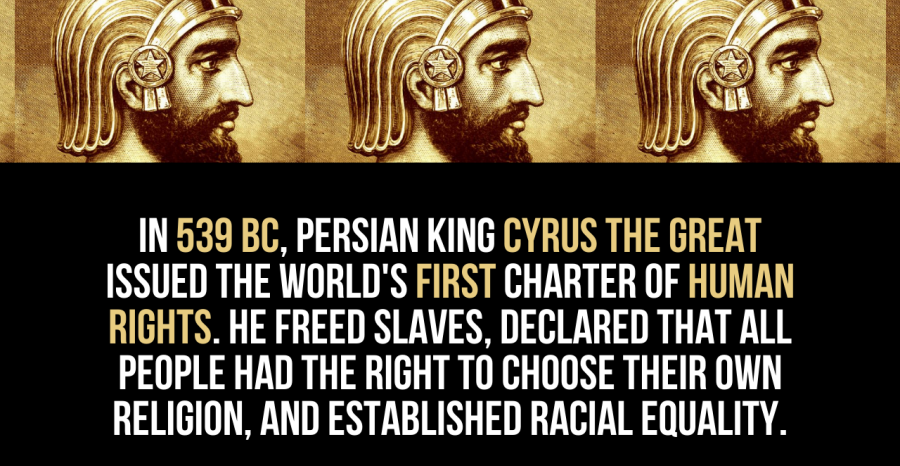 IN 539 BC, PERSIAN KING CYRUS THE GREAT
ISSUED THE WORLD'S FIRST CHARTER OF HUMAN
RIGHTS. HE FREED SLAVES, DECLARED THAT ALL
PEOPLE HAD THE RIGHT TO CHOOSE THEIR OWN
RELIGION, AND ESTABLISHED RACIAL EQUALITY.